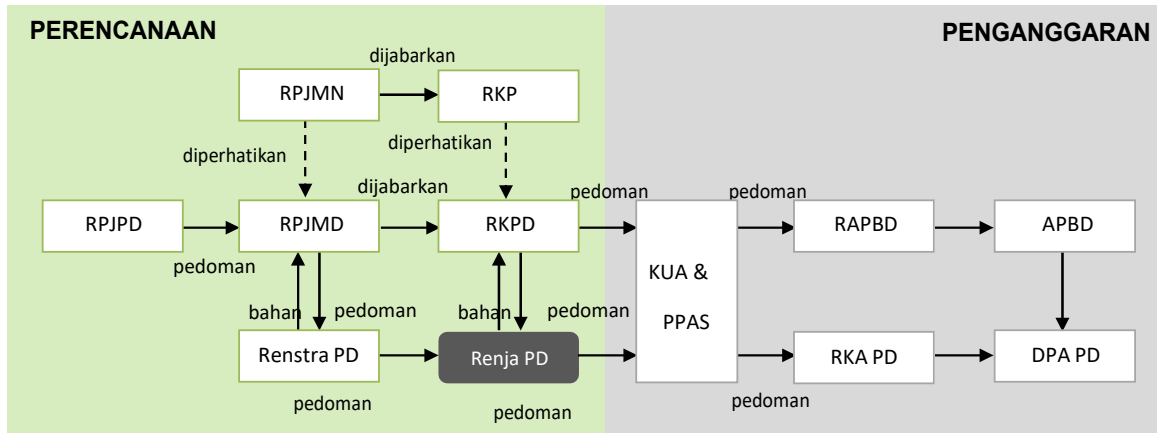 PERENCANAAN
PENGANGGARAN
dijabarkan
RPJMN
RKP
diperhatikan
diperhatikan
dijabarkan
pedoman
pedoman
RPJPD
RPJMD
RKPD
RAPBD
APBD
pedoman
KUA &
PPAS
bahan
pedoman
bahan
pedoman
Renstra PD
Renja PD
RKA PD
DPA PD
pedoman
pedoman
pedoman